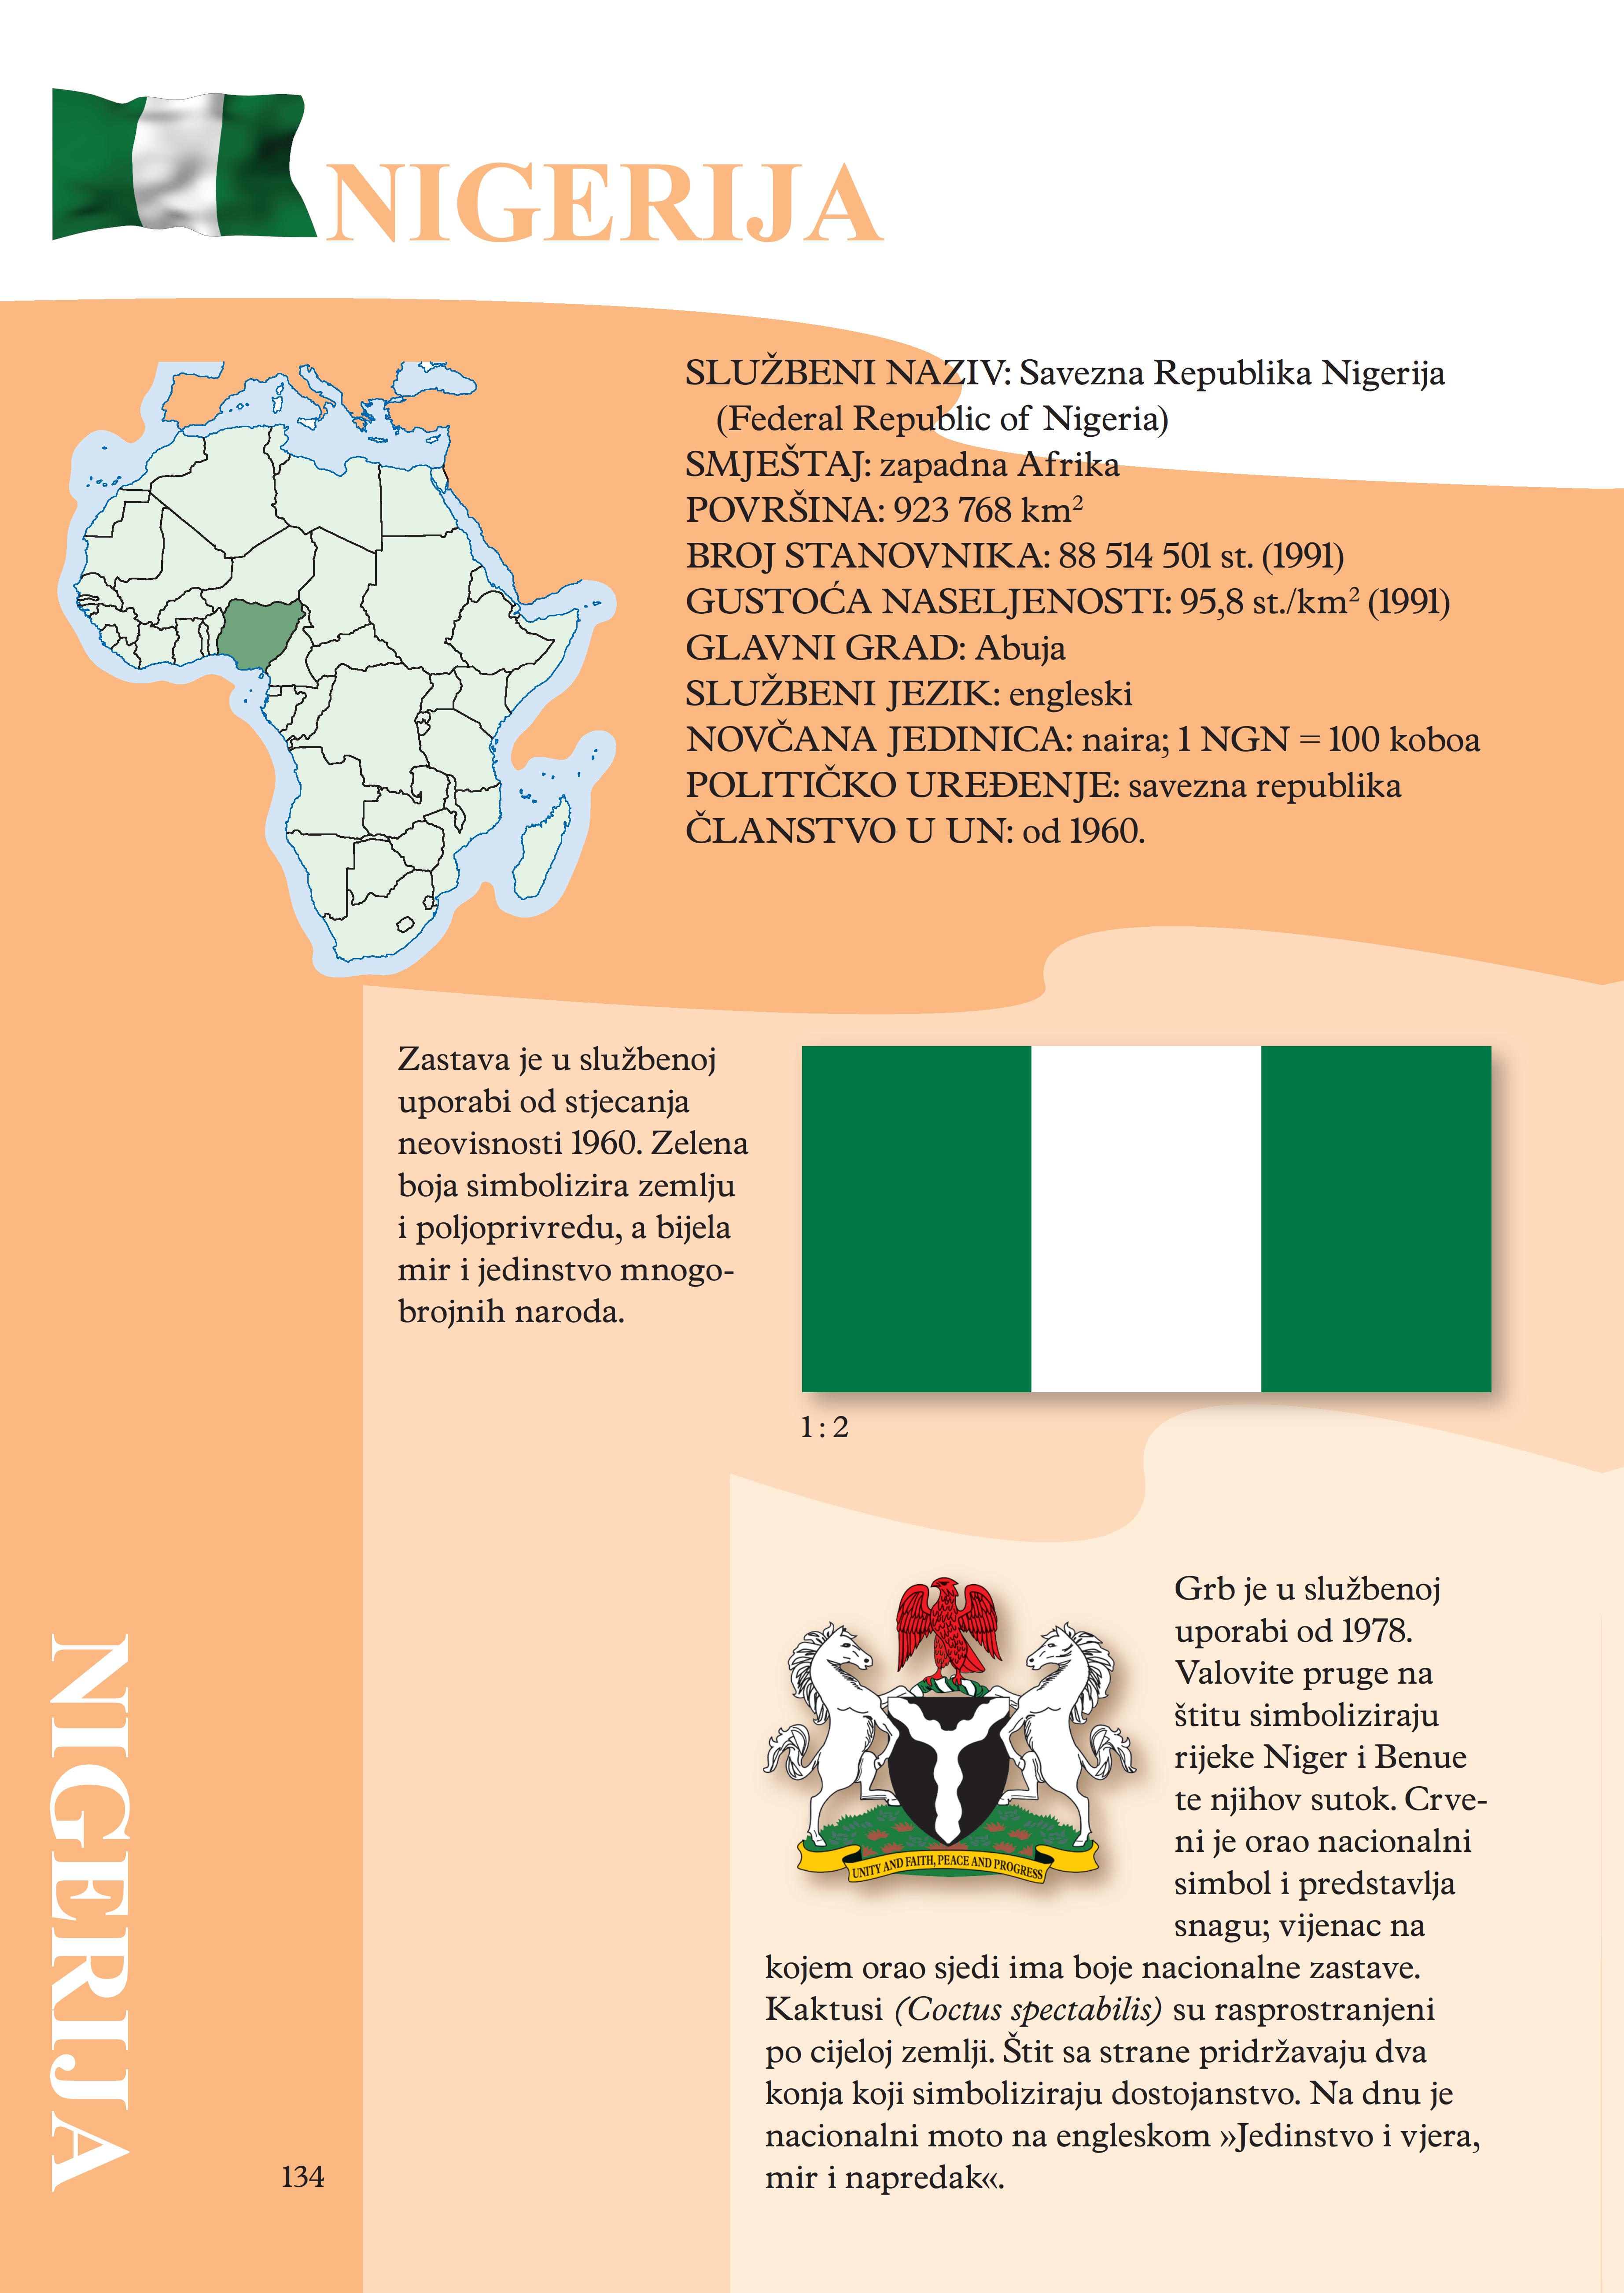 NIGERIJA
SLUŽBENI NAZIV: Savezna Republika Nigerija
(Federal Republic of Nigeria)
SMJEŠTAJ: zapadna Afrika
POVRŠINA: 923 768 km²
BROJ STANOVNIKA: 88 514 501 st. (1991)
GUSTOĆA NASELJENOSTI: 95,8 st./km² (1991)
GLAVNI GRAD: Abuja
SLUŽBENI JEZIK: engleski
NOVČANA JEDINICA: naira; 1 NGN = 100 koboa
POLITIČKO UREĐENJE: savezna republika
ČLANSTVO U UN: od 1960.
Zastava je u službenoj
uporabi od stjecanja
neovisnosti 1960. Zelena
boja simbolizira zemlju
i poljoprivredu, a bijela
mir i jedinstvo mnogo-
brojnih naroda.
1 : 2
UNITY AND FAITH, PEACE AND PROGRESS
Grb je u službenoj
uporabi od 1978.
Valovite pruge na
štitu simboliziraju
rijeke Niger i Benue
te njihov sutok. Crve-
ni je orao nacionalni
simbol i predstavlja
snagu; vijenac na
kojem orao sjedi ima boje nacionalne zastave.
Kaktusi (Coctus spectabilis) su rasprostranjeni
po cijeloj zemlji. Štit sa strane pridržavaju dva
konja koji simboliziraju dostojanstvo. Na dnu je
nacionalni moto na engleskom »Jedinstvo i vjera,
mir i napredak«.
NIGERIJA
134